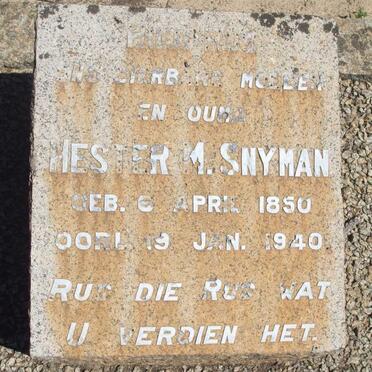 ONS DIERBARE MOEDER
EN OUMA
HESTER M. SNYMAN
GEB. 6 APRIL 1850
OORL. 19 JAN. 1940
RUS DIE RUS WAT
U VERDIEN HET.